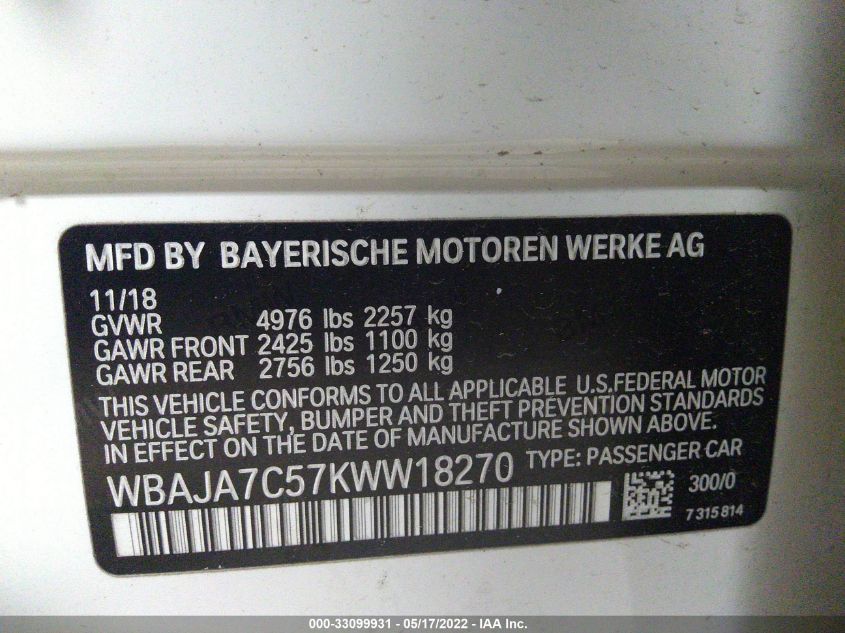 MFD BY BAYERISCHE MOTOREN WERKE AG
11/18
GVWR 4976 lbs 2257 kg
GAWR FRONT 2425 lbs 1100 kg
GAWR REAR 2756 lbs 1250 kg
THIS VEHICLE CONFORMS TO ALL APPLICABLE U.S.FEDERAL MOTOR
VEHICLE SAFETY, BUMPER AND THEFT PREVENTION STANDARDS
IN EFFECT ON THE DATE OF MANUFACTURE SHOWN ABOVE.
WBAJA7C57KWW18270 TYPE: PASSENGER CAR
300/0
7 315 814
000-33099931 - 05/17/2022 - IAA Inc.